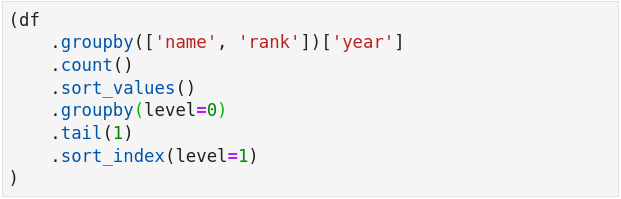 (df
    .groupby(['name', 'rank'])['year']
    .count()
    .sort_values()
    .groupby(level=0)
    .tail(1)
    .sort_index(level=1)
)